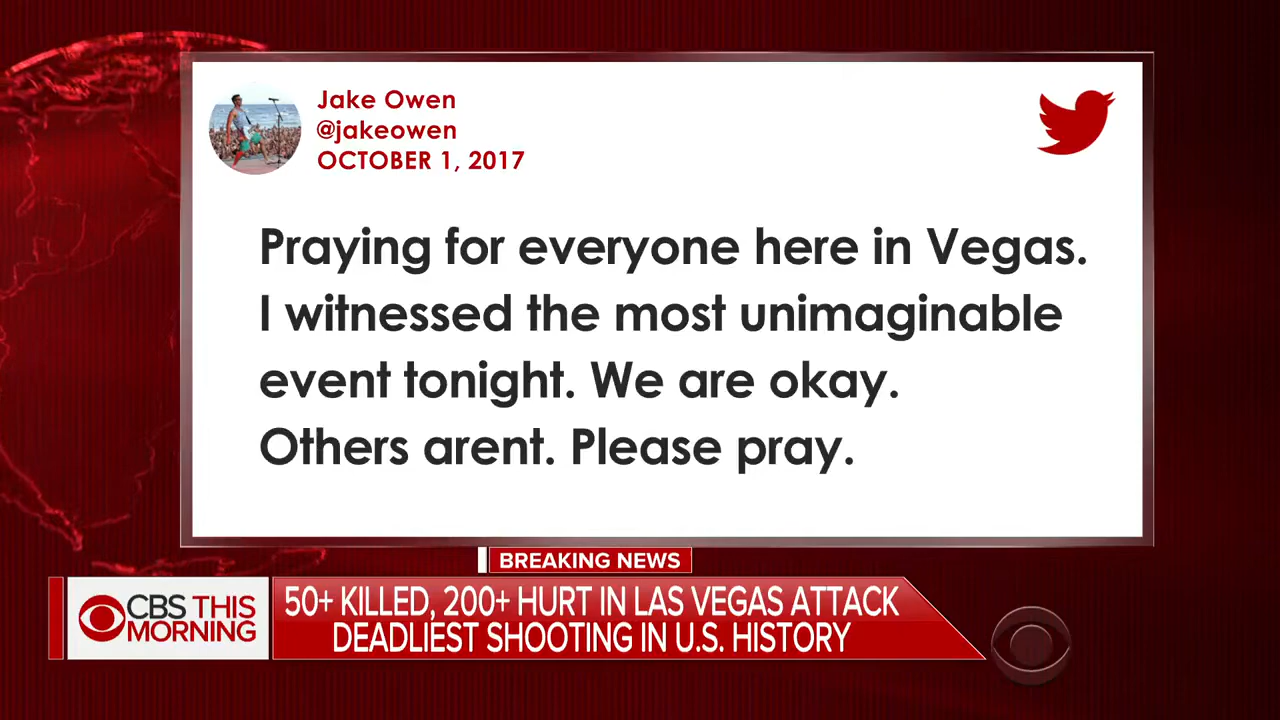 Jake Owen
@jakeowen
OCTOBER 1, 2017
Praying for everyone here in Vegas.
I witnessed the most unimaginable
event tonight. We are okay.
Others arent. Please pray.
BREAKING NEWS
CBS THIS
MORNING
50+ KILLED, 200+ HURT IN LAS VEGAS ATTACK
DEADLIEST SHOOTING IN U.S. HISTORY